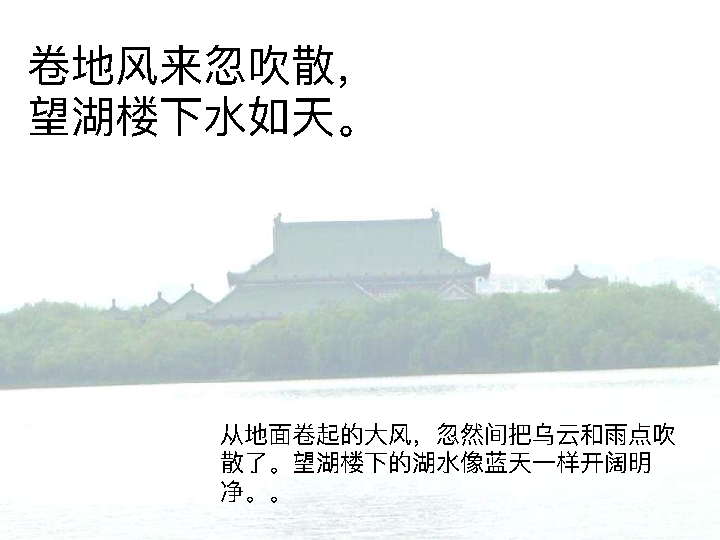 卷地风来忽吹散，
望湖楼下水如天。
从地面卷起的大风，忽然间把乌云和雨点吹
散了。望湖楼下的湖水像蓝天一样开阔明
净。。